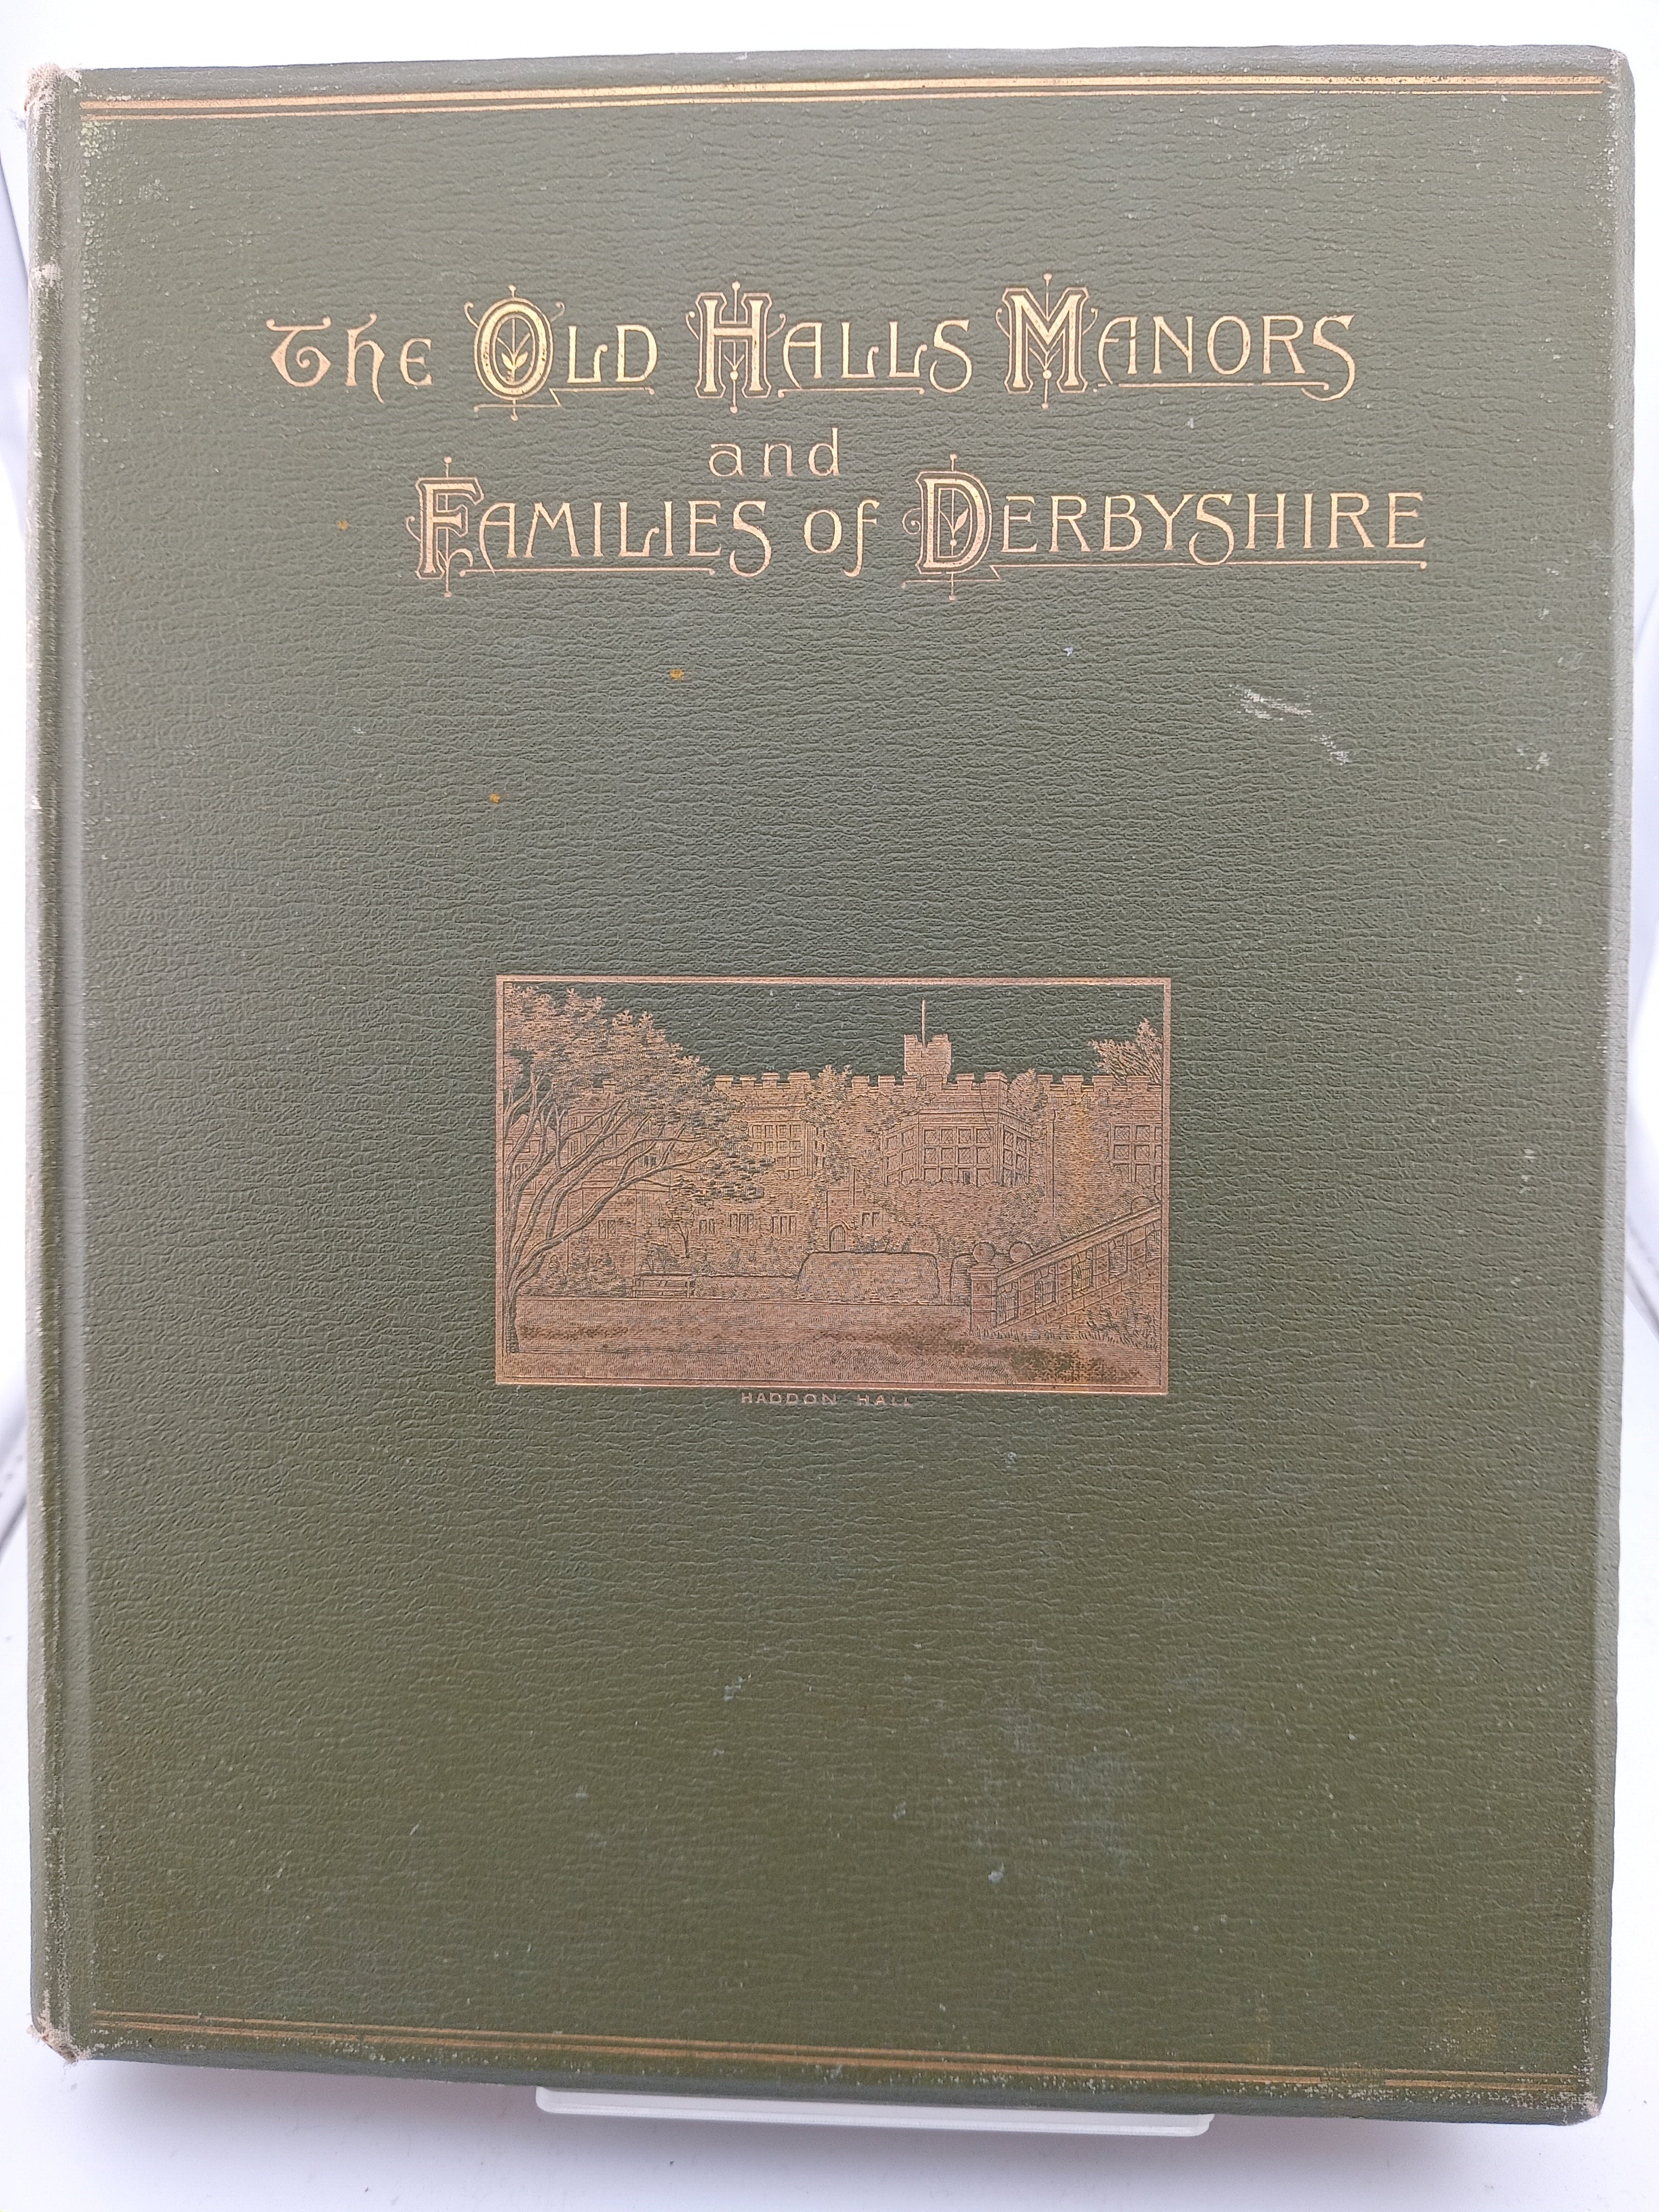 The Old Halls Manors
and
Families of Derbyshire
HADDON HALL